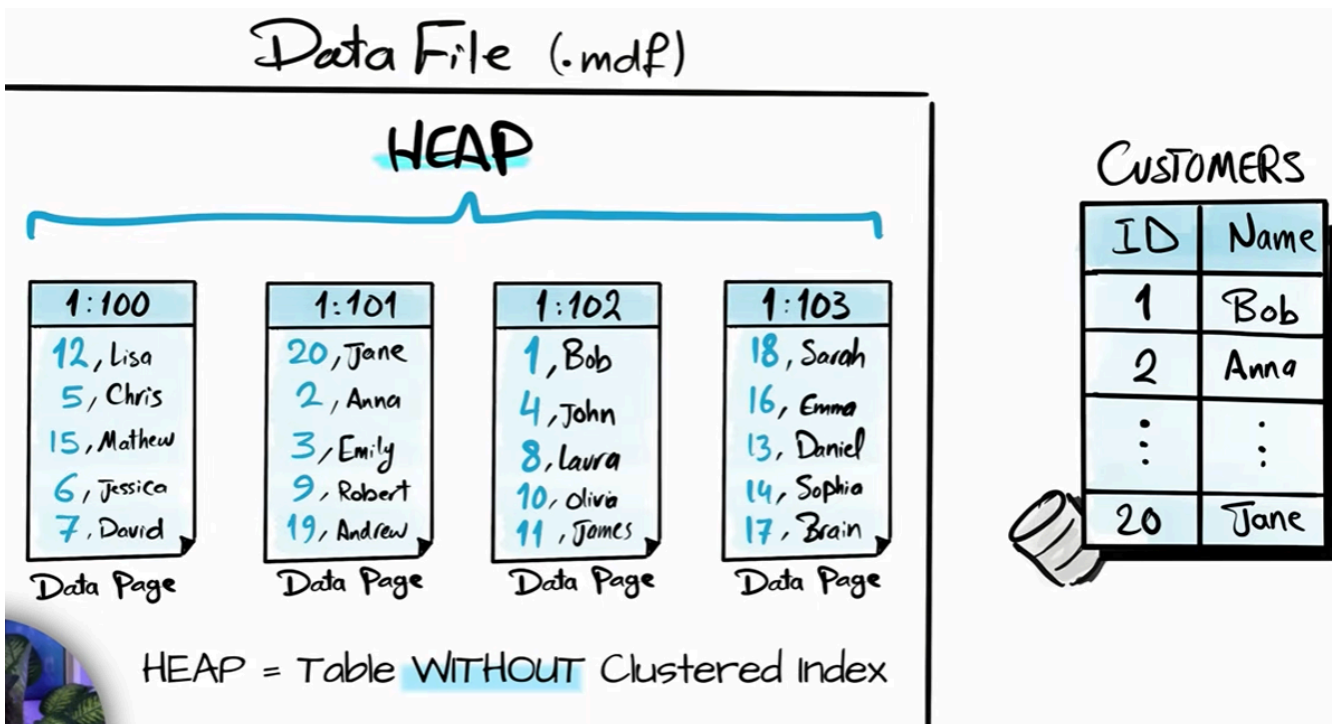 Data File (.mdf)
HEAP
1:100
12, Lisa
5, Chris
15, Mathew
6, Jessica
7, David
Data Page
1:101
20, Jane
2, Anna
3, Emily
9, Robert
19, Andrew
Data Page
1:102
1, Bob
4, John
8, Laura
10, Olivia
11, James
Data Page
1:103
18, Sarah
16, Emma
13, Daniel
14, Sophia
17, Brain
Data Page
HEAP = Table WITHOUT Clustered Index
CUSTOMERS
ID Name
1 Bob
2 Anna
20 Jane